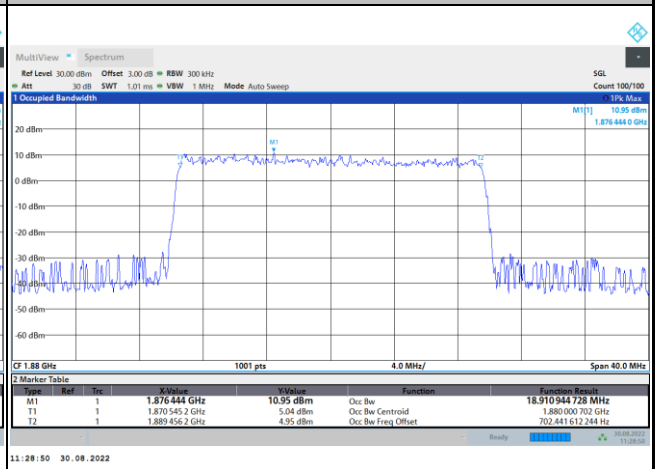 MultiView Spectrum
Ref Level 30.00 dBm Offset 3.00 dB RBW 300 kHz SGL
Att 30 dB SWT 1.01 ms VBW 1 MHz Mode Auto Sweep Count 100/100
1 Occupied Bandwidth 1Pk Max
M1[1] 10.95 dBm
1.876 444 0 GHz
20 dBm
M1
10 dBm
T1 T2
0 dBm
-10 dBm
-20 dBm
-30 dBm
-40 dBm
-50 dBm
-60 dBm
CF 1.88 GHz 1001 pts 4.0 MHz/ Span 40.0 MHz
2 Marker Table
Type Ref Trc X-Value Y-Value Function Function Result
M1 1 1.876 444 GHz 10.95 dBm Occ Bw 18.910 944 728 MHz
T1 1 1.870 545 2 GHz 5.04 dBm Occ Bw Centroid 1.880 000 702 GHz
T2 1 1.889 456 2 GHz 4.95 dBm Occ Bw Freq Offset 702.441 612 244 Hz
Ready 30.08.2022
11:28:50
11:28:50 30.08.2022